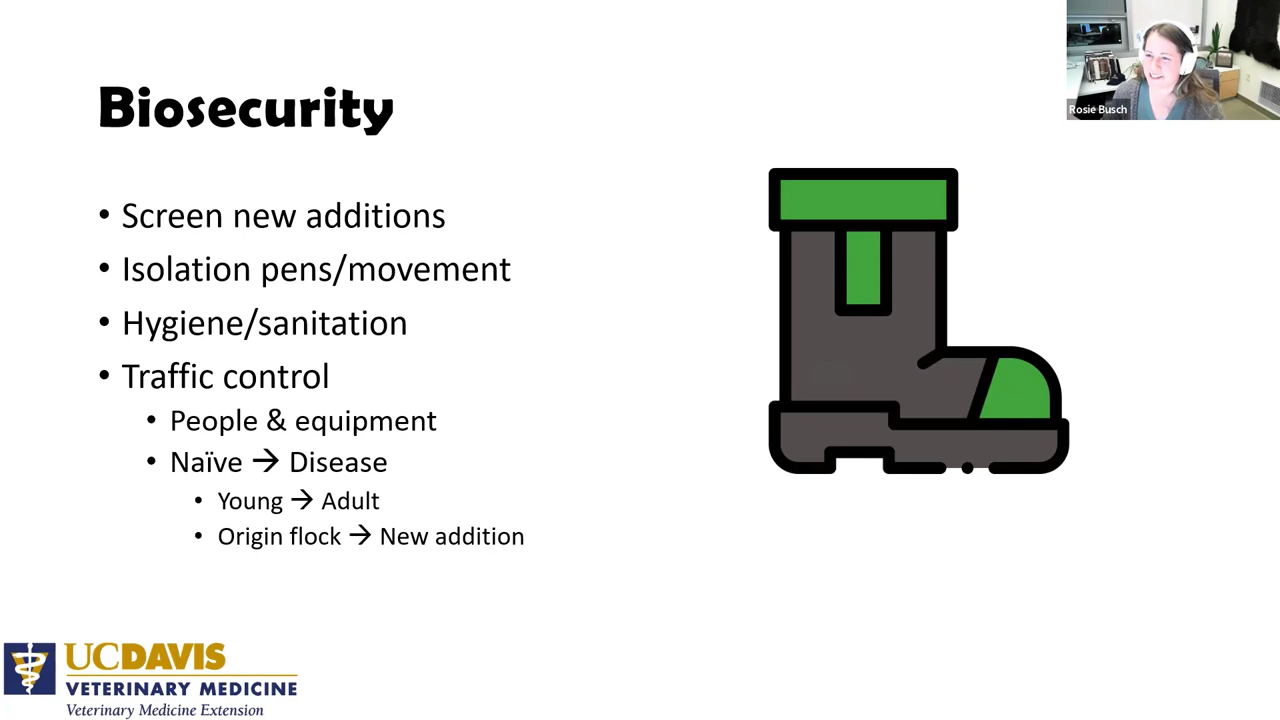 Biosecurity
Rosie Busch
• Screen new additions
• Isolation pens/movement
• Hygiene/sanitation
• Traffic control
• People & equipment
• Naïve → Disease
• Young → Adult
• Origin flock → New addition
UCDAVIS
VETERINARY MEDICINE
Veterinary Medicine Extension